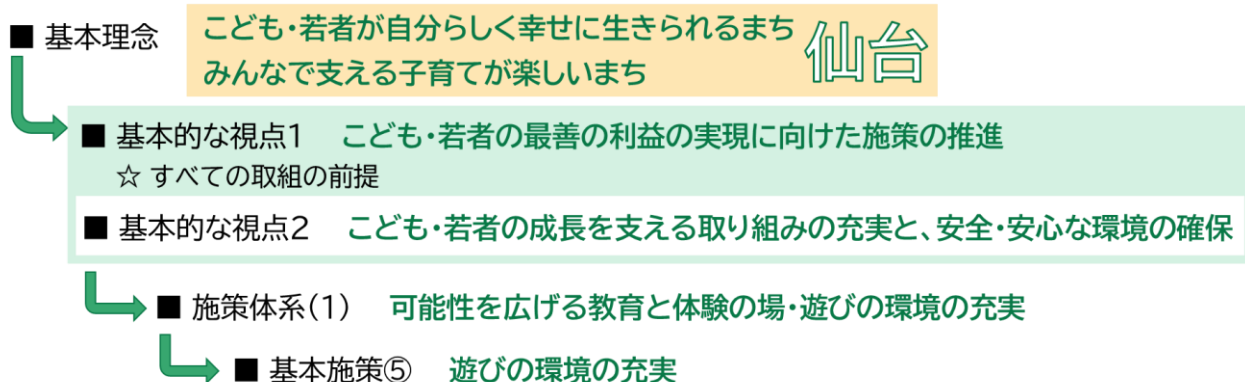 ■ 基本理念
こども・若者が自分らしく幸せに生きられるまち
みんなで支える子育てが楽しいまち
仙台
■ 基本的な視点1 こども・若者の最善の利益の実現に向けた施策の推進
☆ すべての取組の前提
■ 基本的な視点2 こども・若者の成長を支える取り組みの充実と、安全・安心な環境の確保
■ 施策体系(1) 可能性を広げる教育と体験の場・遊びの環境の充実
■ 基本施策⑤ 遊びの環境の充実